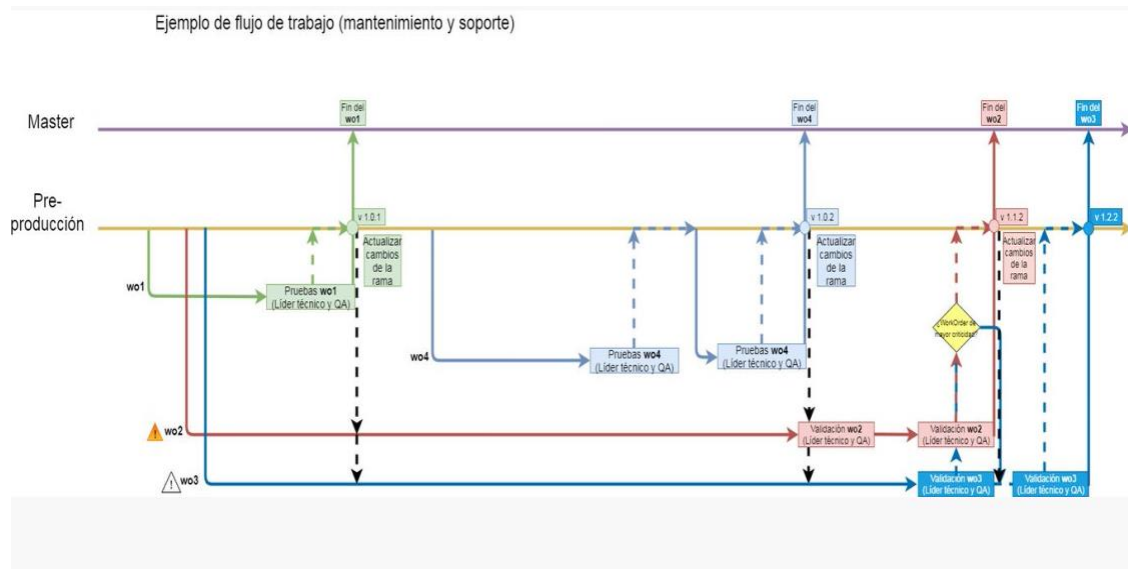 Ejemplo de flujo de trabajo (mantenimiento y soporte)
Fin del
wo1
Fin del
wo4
Fin del
wo2
Fin del
wo3
Master
Pre-
producción
v 1.0.1
v 1.0.2
v 1.1.2
v 1.2.2
Actualizar
cambios
de la
rama
Actualizar
cambios
de la
rama
Actualizar
cambios
de la
rama
wo1
Pruebas wo1
(Líder técnico y QA)
¿WorkOrder de
mayor criticidad?
wo4
Pruebas wo4
(Líder técnico y QA)
Pruebas wo4
(Líder técnico y QA)
! wo2
Validación wo2
(Líder técnico y QA)
Validación wo2
(Líder técnico y QA)
! wo3
Validación wo3
(Líder técnico y QA)
Validación wo3
(Líder técnico y QA)